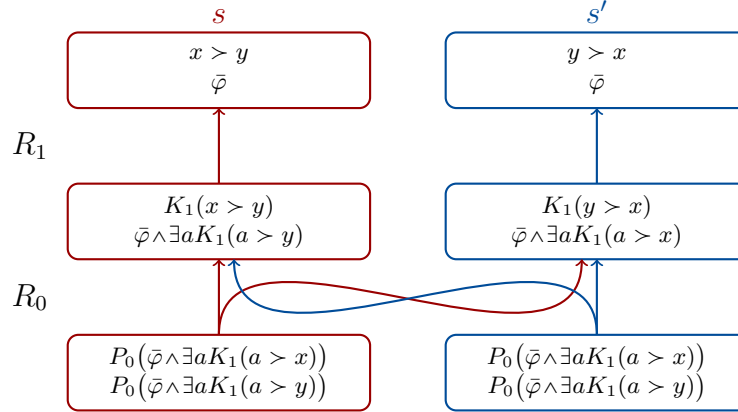 s s′
x ≻ y y ≻ x
φ̄ φ̄
R₁
K₁(x ≻ y) K₁(y ≻ x)
φ̄ ∧ ∃aK₁(a ≻ y) φ̄ ∧ ∃aK₁(a ≻ x)
R₀
P₀(φ̄ ∧ ∃aK₁(a ≻ x)) P₀(φ̄ ∧ ∃aK₁(a ≻ x))
P₀(φ̄ ∧ ∃aK₁(a ≻ y)) P₀(φ̄ ∧ ∃aK₁(a ≻ y))